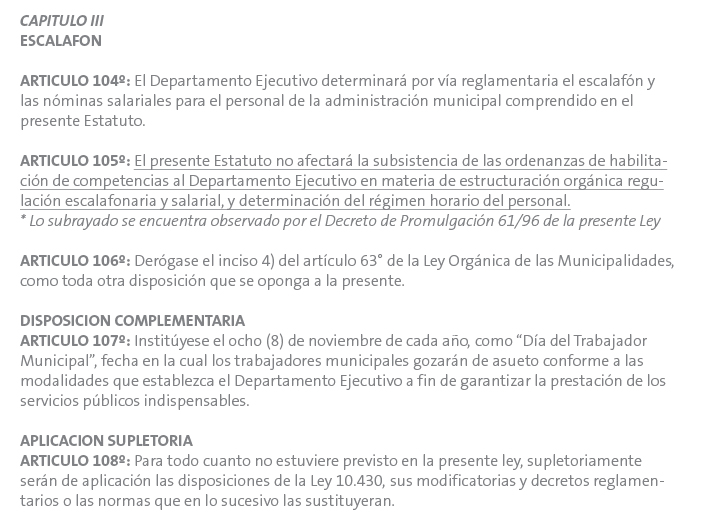 CAPITULO III
ESCALAFON
ARTICULO 104º: El Departamento Ejecutivo determinará por vía reglamentaria el escalafón y
las nóminas salariales para el personal de la administración municipal comprendido en el
presente Estatuto.
ARTICULO 105º: El presente Estatuto no afectará la subsistencia de las ordenanzas de habilita-
ción de competencias al Departamento Ejecutivo en materia de estructuración orgánica regu-
lación escalafonaria y salarial, y determinación del régimen horario del personal.
* Lo subrayado se encuentra observado por el Decreto de Promulgación 61/96 de la presente Ley
ARTICULO 106º: Derógase el inciso 4) del artículo 63° de la Ley Orgánica de las Municipalidades,
como toda otra disposición que se oponga a la presente.
DISPOSICION COMPLEMENTARIA
ARTICULO 107º: Institúyese el ocho (8) de noviembre de cada año, como “Día del Trabajador
Municipal”, fecha en la cual los trabajadores municipales gozarán de asueto conforme a las
modalidades que establezca el Departamento Ejecutivo a fin de garantizar la prestación de los
servicios públicos indispensables.
APLICACION SUPLETORIA
ARTICULO 108º: Para todo cuanto no estuviere previsto en la presente ley, supletoriamente
serán de aplicación las disposiciones de la Ley 10.430, sus modificatorias y decretos reglamen-
tarios o las normas que en lo sucesivo las sustituyeran.